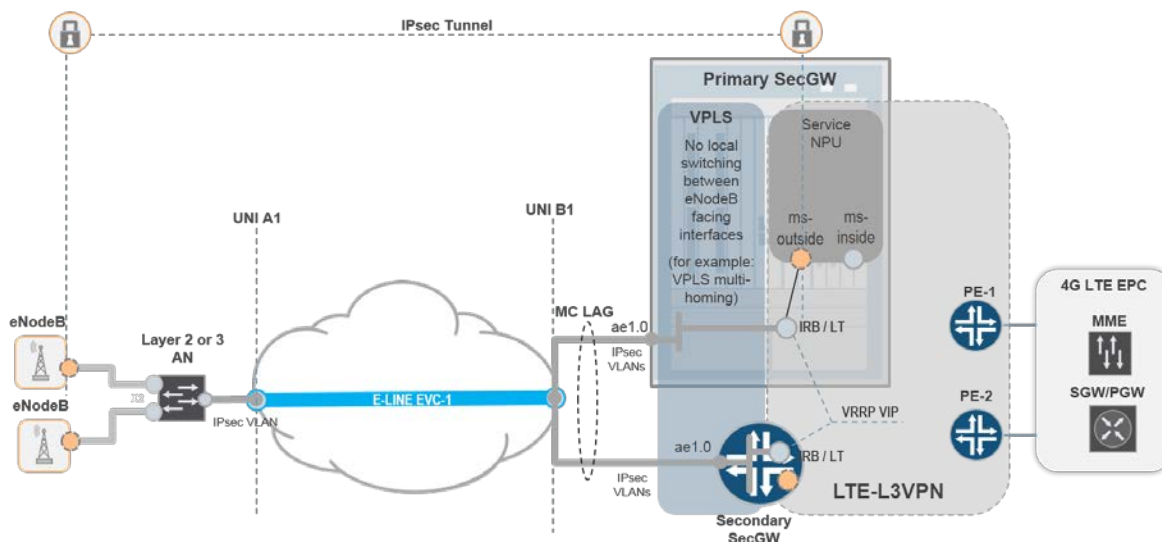 IPsec Tunnel
Primary SecGW
VPLS
No local
switching
between
eNodeB
facing
interfaces
(for example:
VPLS multi-
homing)
Service
NPU
ms-
outside
ms-
inside
UNI A1
UNI B1
MC LAG
ae1.0
IPsec
VLANs
IRB / LT
eNodeB
Layer 2 or 3
AN
X2
eNodeB
IPsec VLAN
E-LINE EVC-1
VRRP VIP
ae1.0
IRB / LT
IPsec
VLANs
Secondary
SecGW
LTE-L3VPN
PE-1
PE-2
4G LTE EPC
MME
SGW/PGW